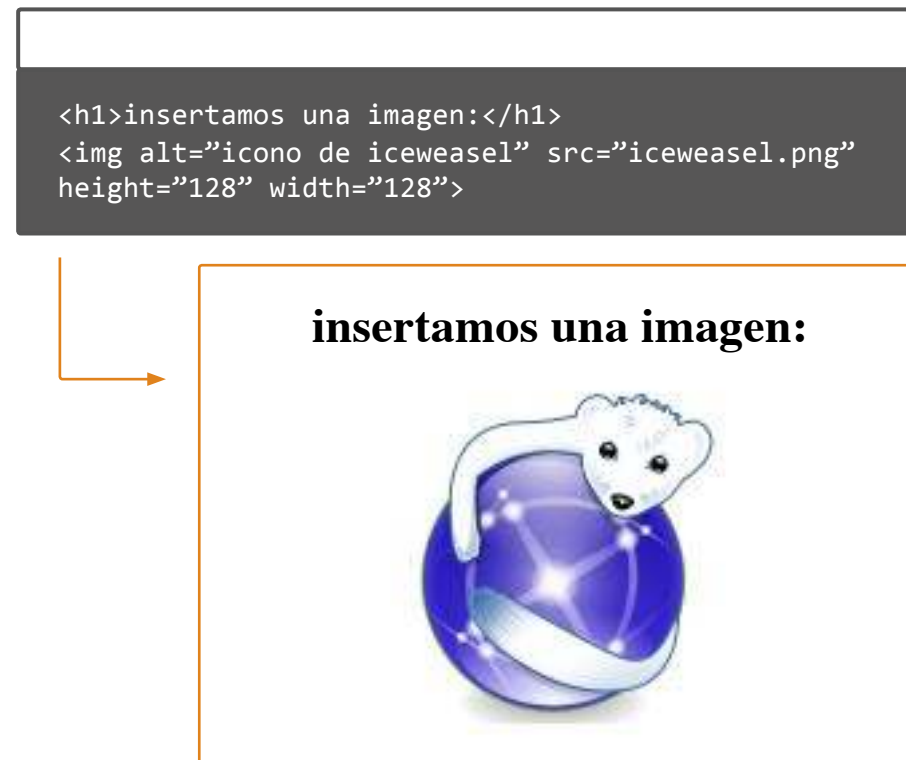 <h1>insertamos una imagen:</h1>
<img alt=”icono de iceweasel” src=”iceweasel.png”
height=”128” width=”128”>
insertamos una imagen: